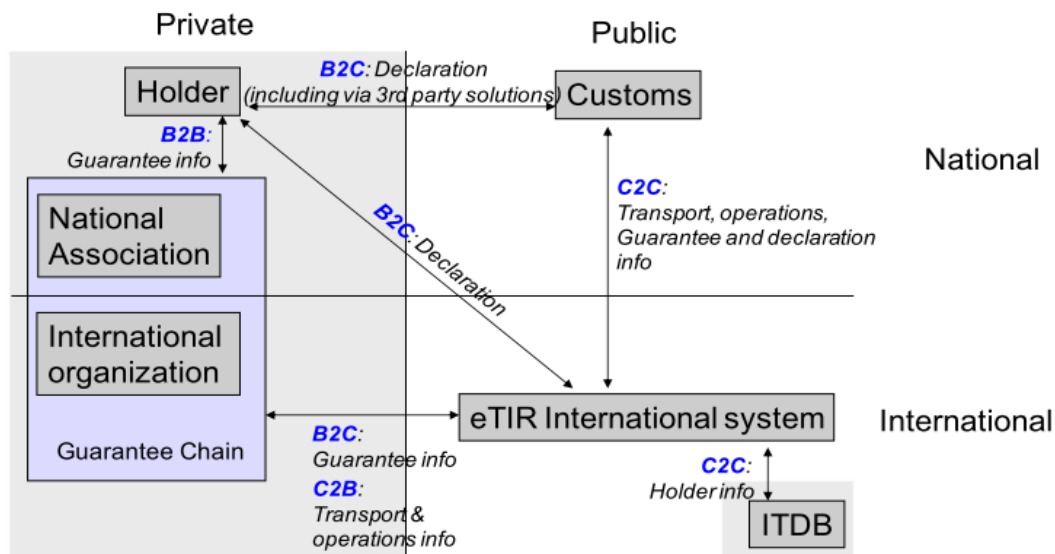 Private
Public
B2C: Declaration
(including via 3rd party solutions)
Holder
Customs
B2B:
Guarantee info
National
C2C:
Transport, operations,
Guarantee and declaration
info
National
Association
B2C: Declaration
International
organization
eTIR International system
International
Guarantee Chain
B2C:
Guarantee info
C2B:
Transport &
operations info
C2C:
Holder info
ITDB